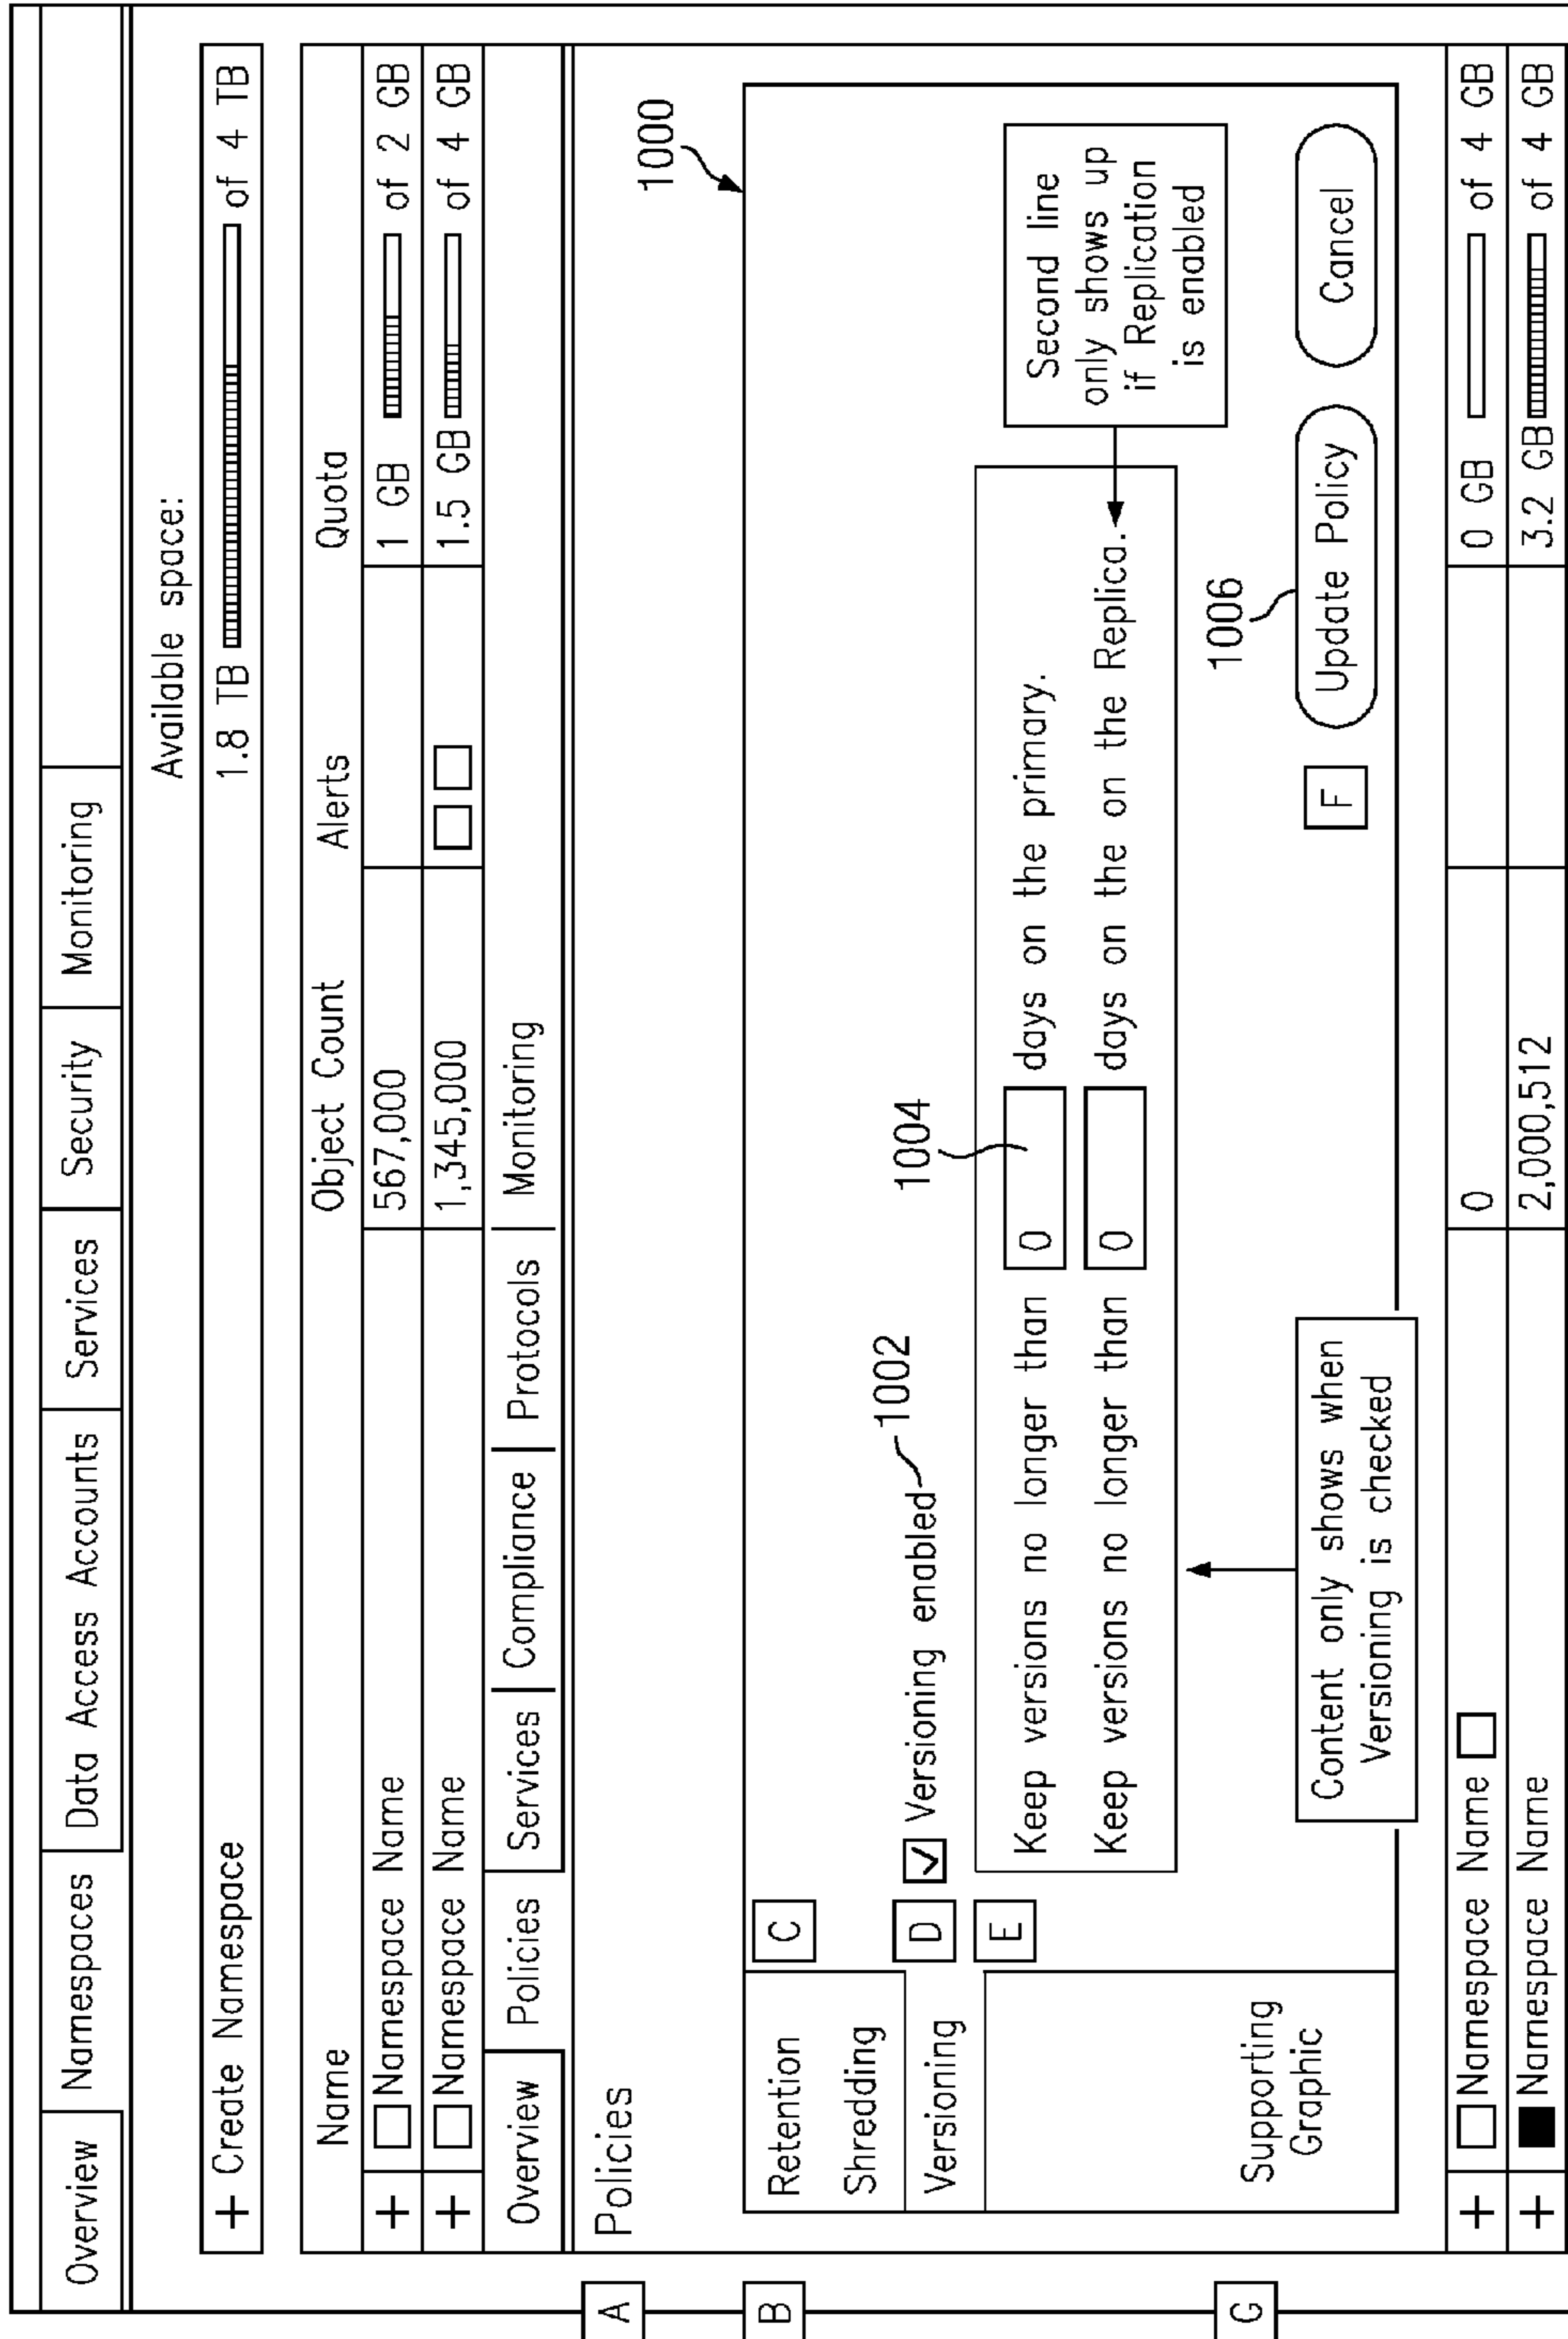 Overview Namespaces Data Access Accounts Services Security Monitoring
Available space:
+ Create Namespace 1.8 TB of 4 TB
Name Object Count Alerts Quota
+ Namespace Name 567,000 1 GB of 2 GB
+ Namespace Name 1,345,000 1.5 GB of 4 GB
Overview Policies Services Compliance Protocols Monitoring
A
Policies
1000
B
C
Retention
Shredding
Versioning
D
Versioning enabled 1002
1004
E
Keep versions no longer than 0 days on the primary.
Keep versions no longer than 0 days on the on the Replica.
Second line
only shows up
if Replication
is enabled
1006
G
Supporting
Graphic
Content only shows when
Versioning is checked
F
Update Policy Cancel
+ Namespace Name 0 0 GB of 4 GB
+ Namespace Name 2,000,512 3.2 GB of 4 GB